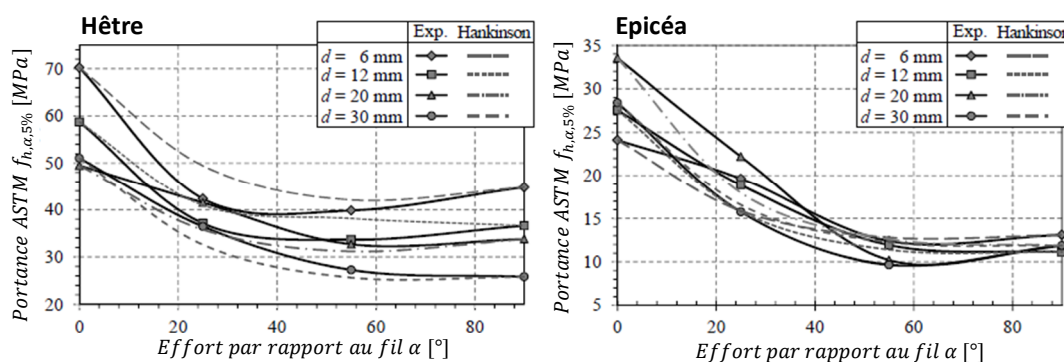 Hêtre
Exp. Hankinson
d = 6 mm
d = 12 mm
d = 20 mm
d = 30 mm
70
60
50
40
30
20
0 20 40 60 80
Portance ASTM f_{h,α,5%} [MPa]
Effort par rapport au fil α [°]
Epicéa
Exp. Hankinson
d = 6 mm
d = 12 mm
d = 20 mm
d = 30 mm
35
30
25
20
15
10
5
0 20 40 60 80
Portance ASTM f_{h,α,5%} [MPa]
Effort par rapport au fil α [°]